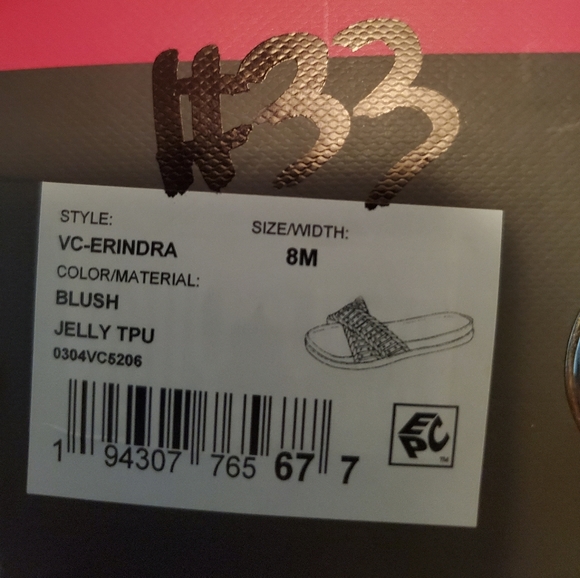 #33
STYLE:
VC-ERINDRA
SIZE/WIDTH:
8M
COLOR/MATERIAL:
BLUSH
JELLY TPU
0304VC5206
1 94307 765 67 7
EPC
TM